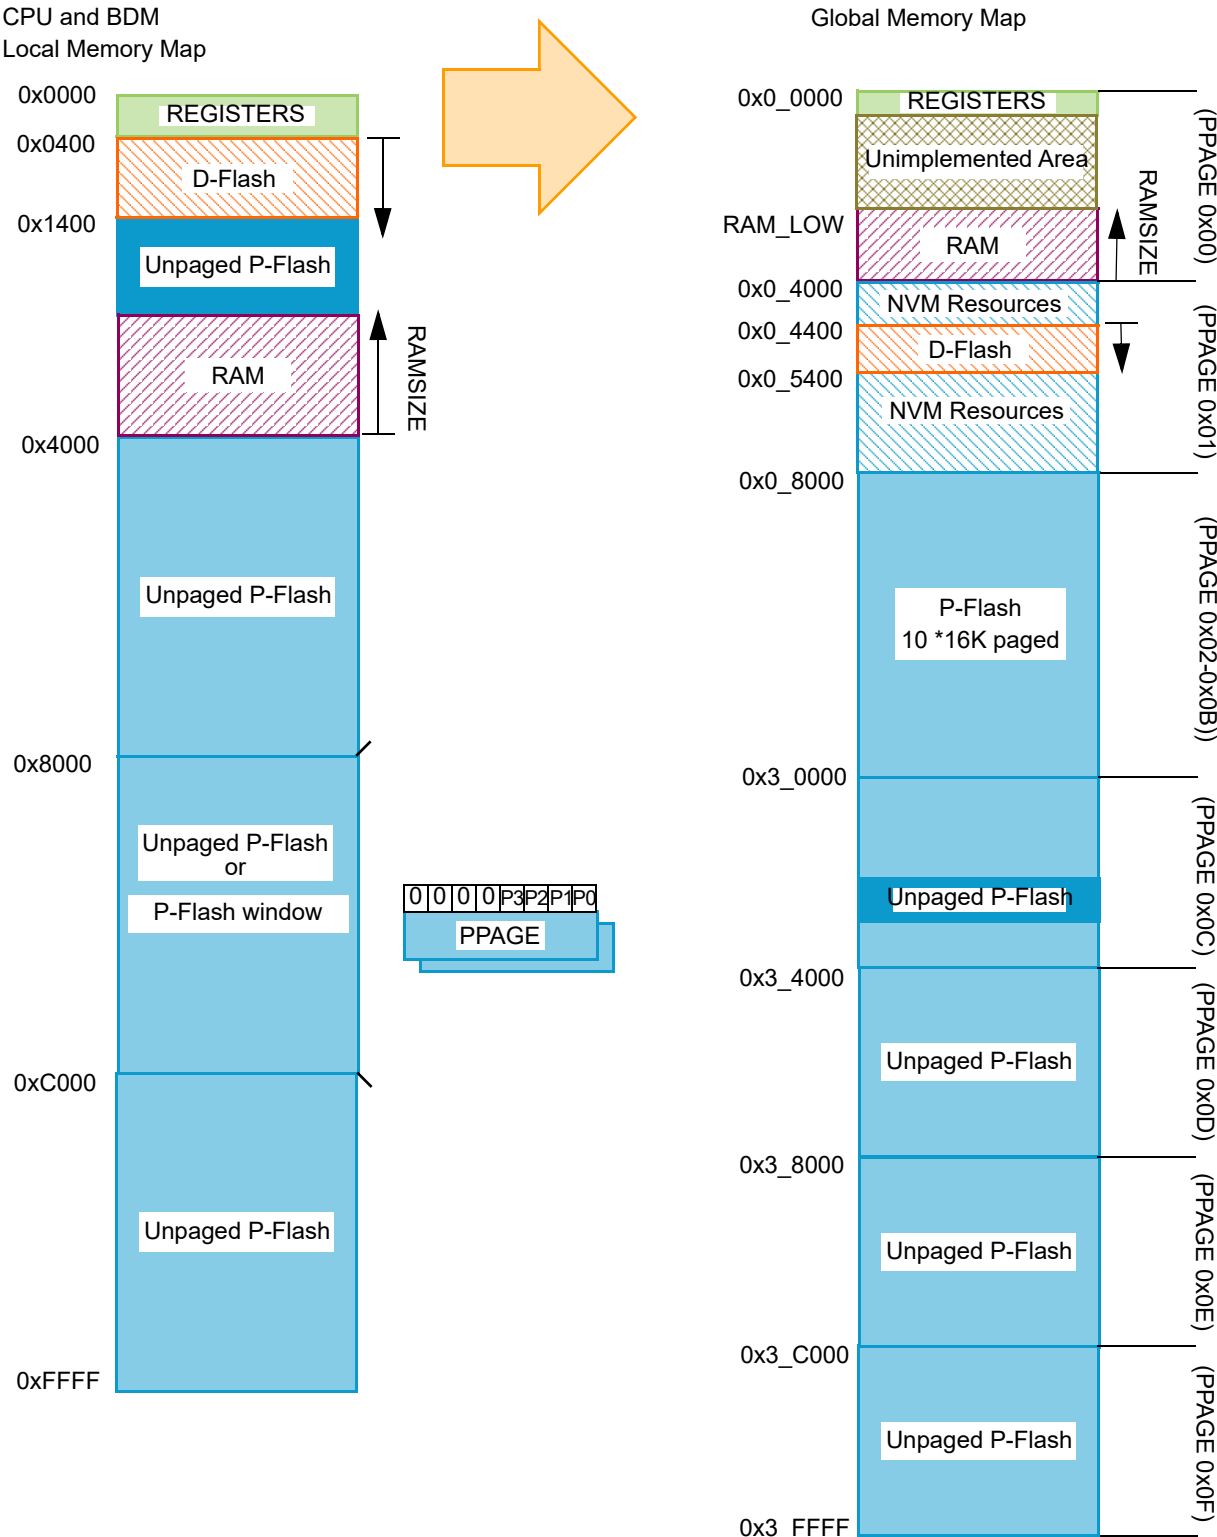 CPU and BDM
Local Memory Map
0x0000
REGISTERS
0x0400
D-Flash
0x1400
Unpaged P-Flash
RAM
RAMSIZE
0x4000
Unpaged P-Flash
0x8000
Unpaged P-Flash
or
P-Flash window
0 0 0 0 P3 P2 P1 P0
PPAGE
0xC000
Unpaged P-Flash
0xFFFF
Global Memory Map
0x0_0000
REGISTERS
Unimplemented Area
(PPAGE 0x00)
RAM_LOW
RAM
RAMSIZE
0x0_4000
NVM Resources
0x0_4400
D-Flash
(PPAGE 0x01)
0x0_5400
NVM Resources
0x0_8000
P-Flash
10 *16K paged
(PPAGE 0x02-0x0B))
0x3_0000
Unpaged P-Flash
(PPAGE 0x0C)
0x3_4000
Unpaged P-Flash
(PPAGE 0x0D)
0x3_8000
Unpaged P-Flash
(PPAGE 0x0E)
0x3_C000
Unpaged P-Flash
(PPAGE 0x0F)
0x3_FFFF